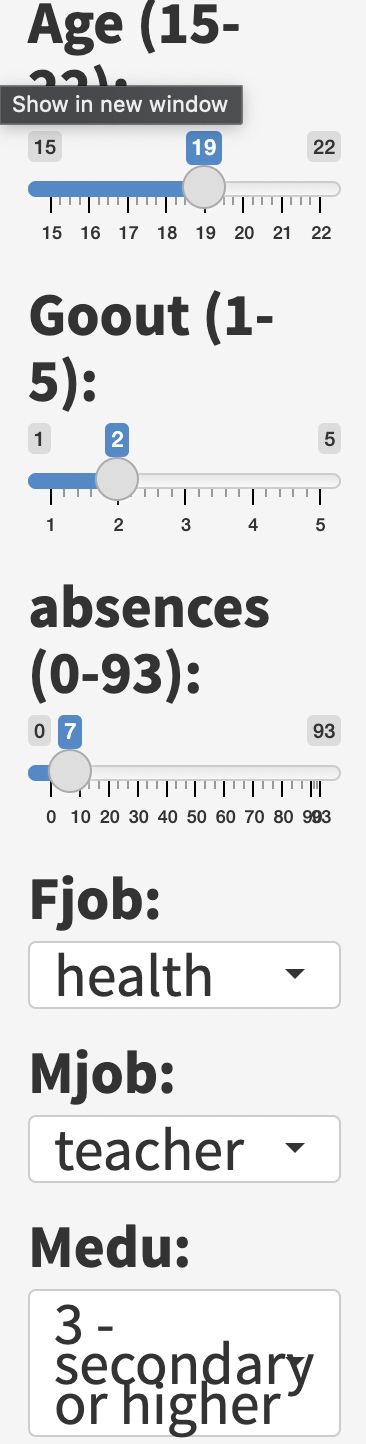 Age (15-
22):
Show in new window
15 19 22
15 16 17 18 19 20 21 22
Goout (1-
5):
1 2 5
1 2 3 4 5
absences
(0-93):
0 7 93
0 10 20 30 40 50 60 70 80 90 93
Fjob:
health
Mjob:
teacher
Medu:
3 -
secondary
or higher